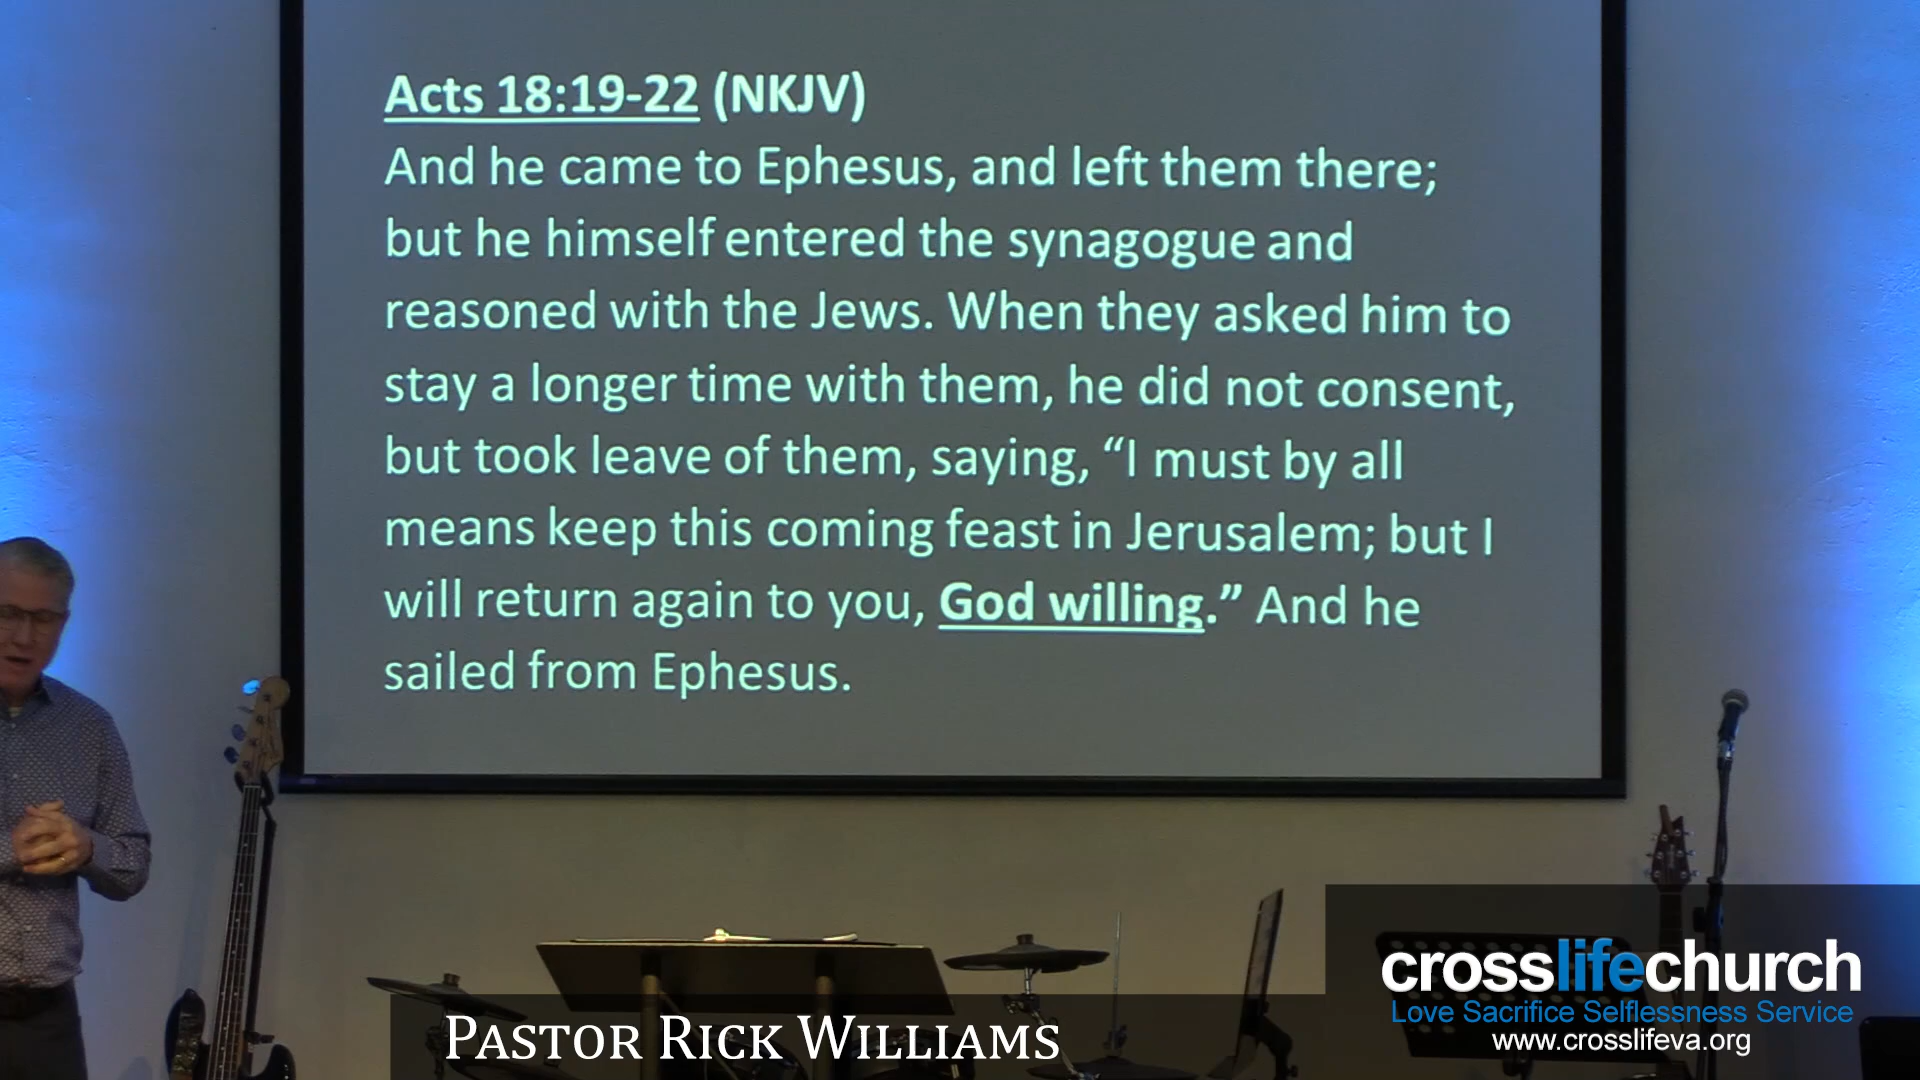 Acts 18:19-22 (NKJV)
And he came to Ephesus, and left them there;
but he himself entered the synagogue and
reasoned with the Jews. When they asked him to
stay a longer time with them, he did not consent,
but took leave of them, saying, “I must by all
means keep this coming feast in Jerusalem; but I
will return again to you, God willing.” And he
sailed from Ephesus.
crosslifechurch
Love Sacrifice Selflessness Service
www.crosslifeva.org
PASTOR RICK WILLIAMS